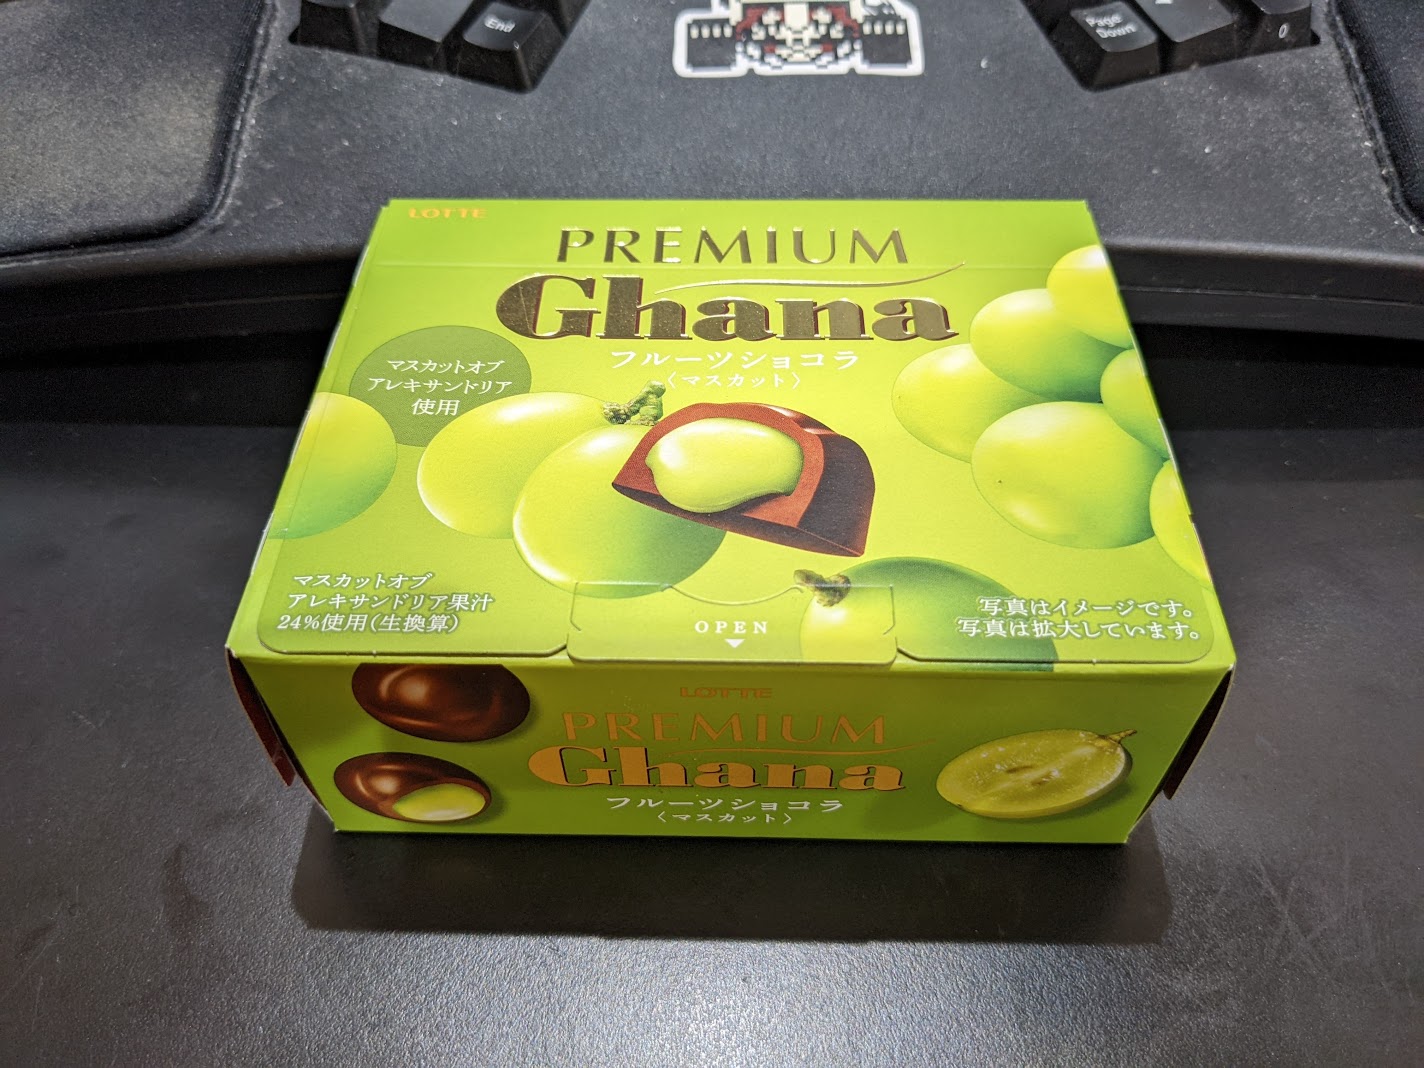 End
Page
Down
0
LOTTE
PREMIUM
Ghana
フルーツショコラ
〈マスカット〉
マスカットオブ
アレキサンドリア
使用
マスカットオブ
アレキサンドリア果汁
24%使用(生換算)
OPEN
写真はイメージです。
写真は拡大しています。
LOTTE
PREMIUM
Ghana
フルーツショコラ
〈マスカット〉